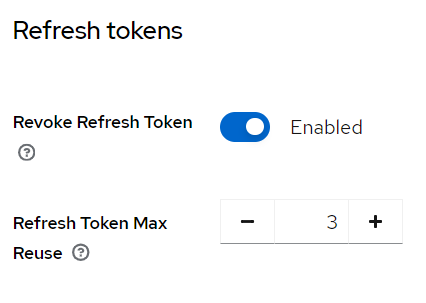 Refresh tokens
Revoke Refresh Token
Enabled
Refresh Token Max
Reuse
3